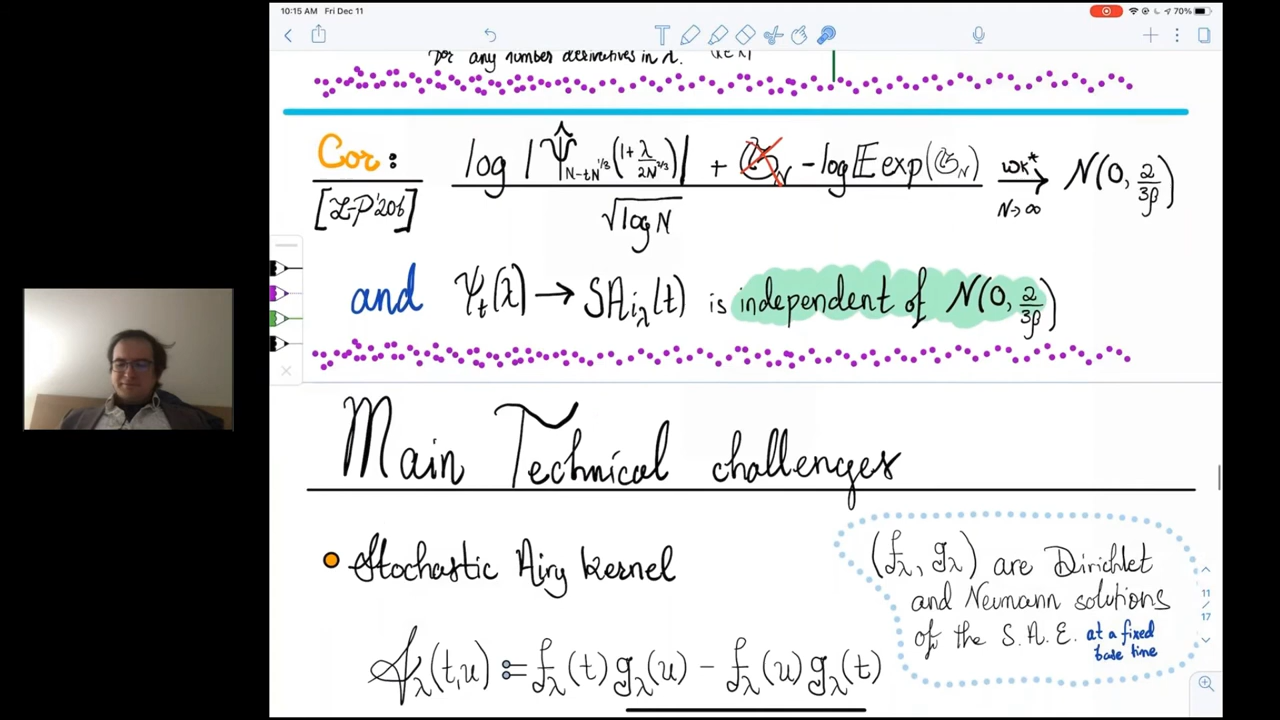 10:15 AM Fri Dec 11
70%
for any number derivatives in λ. (λ∈ℝ)
Cor: log |Ψ̂_{N-tN^{1/3}}(1+λ/2N^{2/3})| + 𝔊_N - log 𝔼 exp(𝔊_N) / √log N wk* → N→∞ N(0, 2/3β)
[L-P'20b]
and Ψ_t(λ) → SAi_λ(t) is independent of N(0, 2/3β)
Main Technical challenges
• Stochastic Airy kernel
(f_λ, g_λ) are Dirichlet
and Neumann solutions
of the S.A.E. at a fixed
base time
𝒜_λ(t,u) := f_λ(t) g_λ(u) - f_λ(u) g_λ(t)
11
/
17